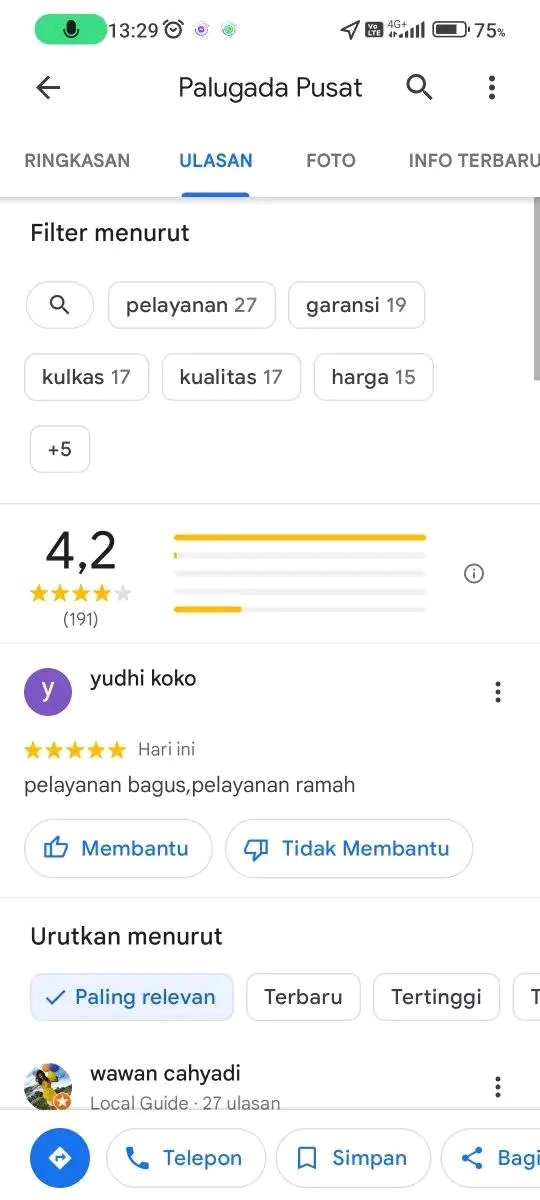 13:29 Vo LTE 4G+ 75%
Palugada Pusat
RINGKASAN ULASAN FOTO INFO TERBARU
Filter menurut
pelayanan 27 garansi 19
kulkas 17 kualitas 17 harga 15
+5
4,2
(191)
y yudhi koko
Hari ini
pelayanan bagus,pelayanan ramah
Membantu Tidak Membantu
Urutkan menurut
Paling relevan Terbaru Tertinggi T
wawan cahyadi
Local Guide · 27 ulasan
Telepon Simpan Bagi